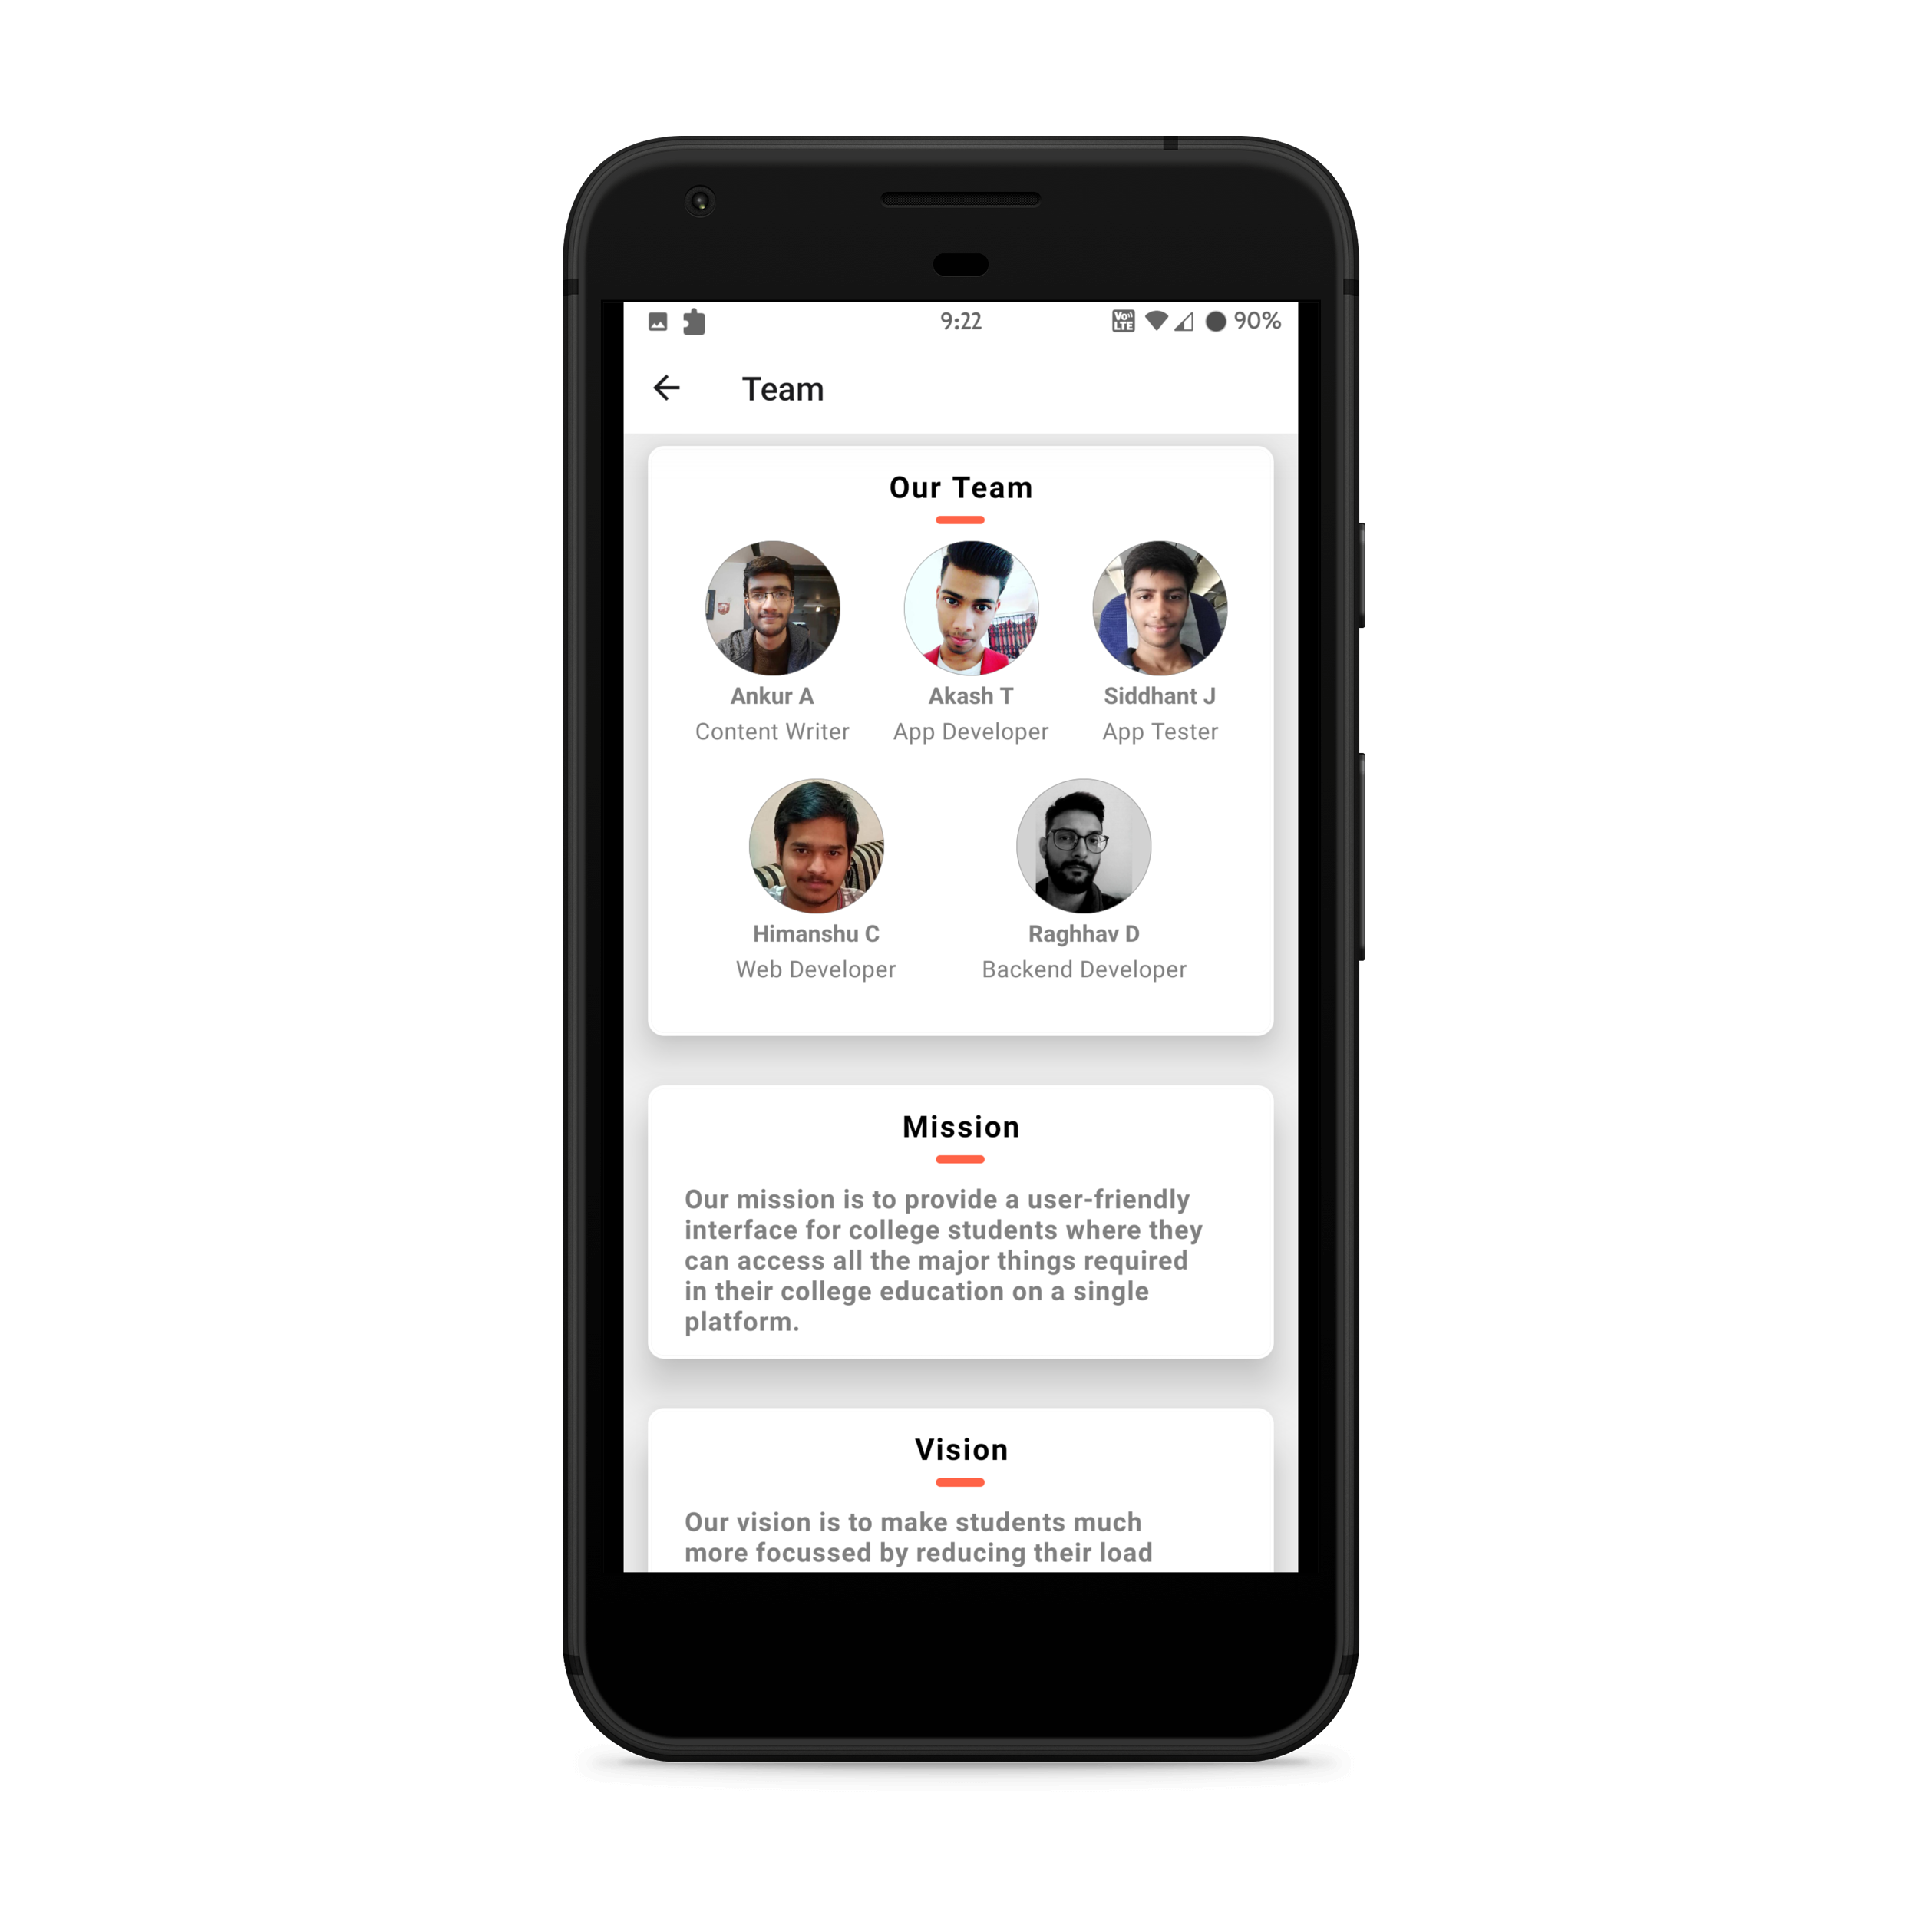 9:22
Vo LTE
90%
Team
Our Team
Ankur A
Akash T
Siddhant J
Content Writer
App Developer
App Tester
Himanshu C
Raghhav D
Web Developer
Backend Developer
Mission
Our mission is to provide a user-friendly
interface for college students where they
can access all the major things required
in their college education on a single
platform.
Vision
Our vision is to make students much
more focussed by reducing their load